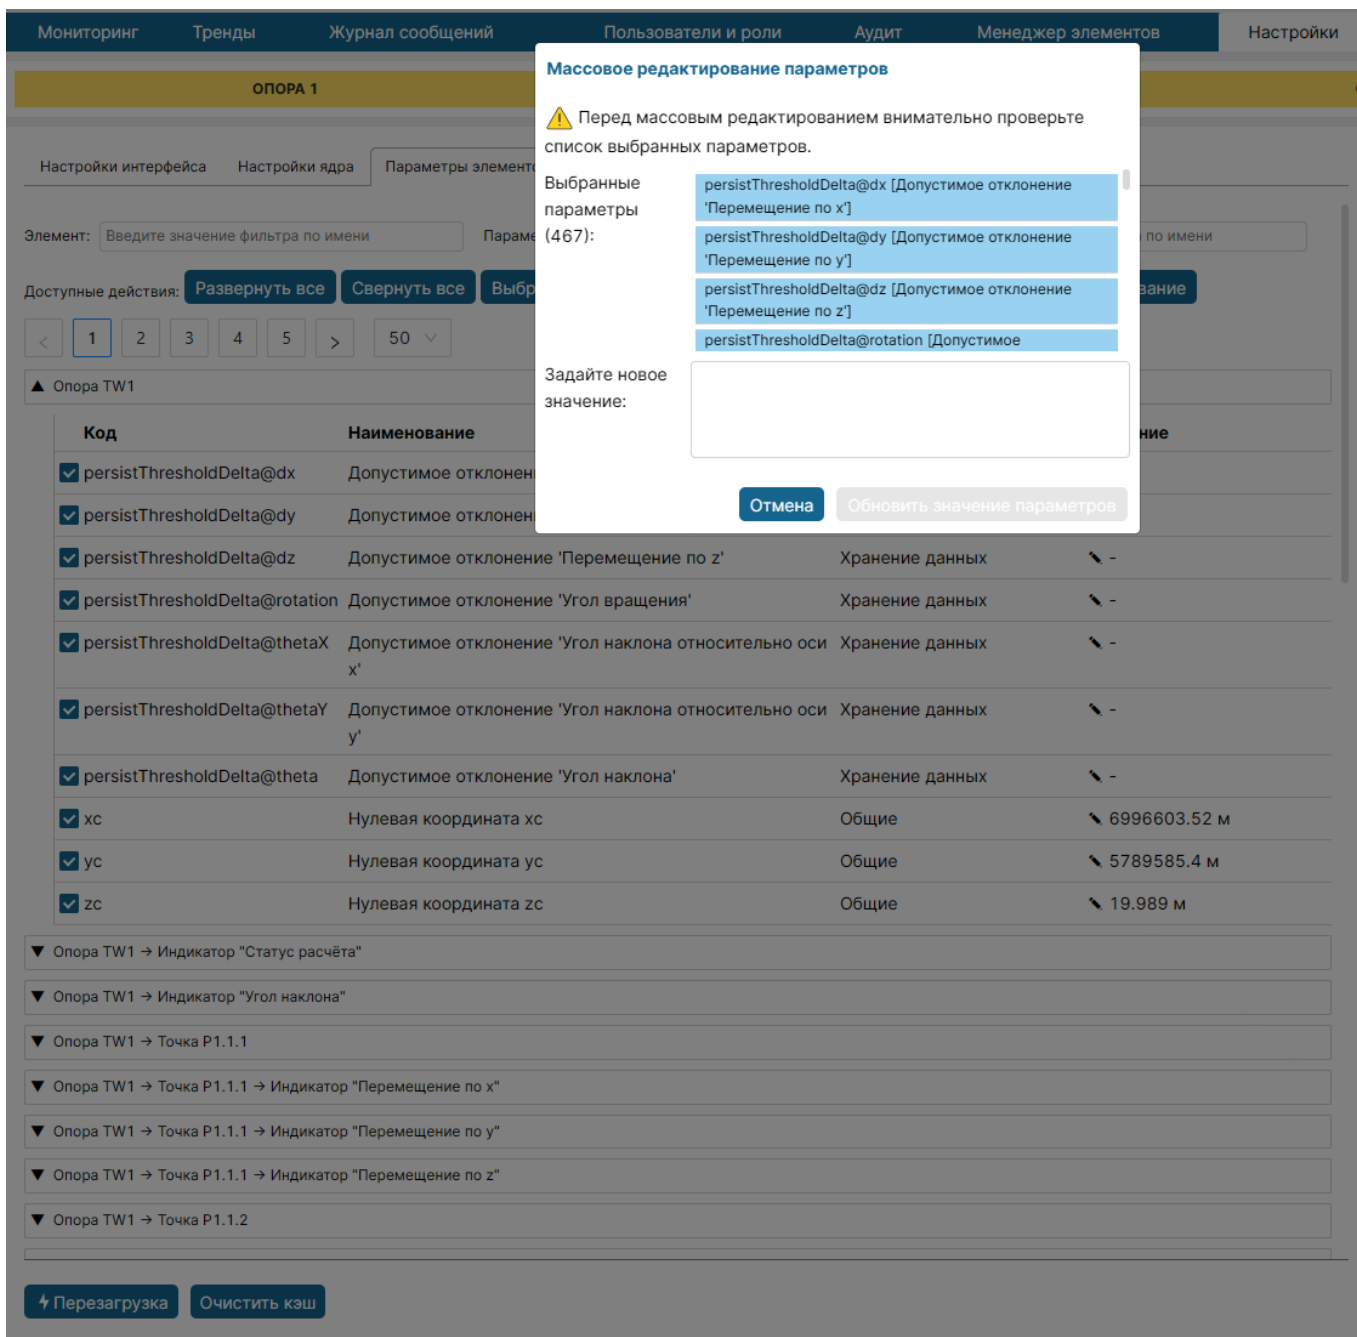 Мониторинг Тренды Журнал сообщений Пользователи и роли Аудит Менеджер элементов Настройки
ОПОРА 1
Массовое редактирование параметров
Перед массовым редактированием внимательно проверьте
список выбранных параметров.
Настройки интерфейса Настройки ядра Параметры элементо
Выбранные
параметры
(467):
persistThresholdDelta@dx [Допустимое отклонение
'Перемещение по x']
persistThresholdDelta@dy [Допустимое отклонение
'Перемещение по y']
persistThresholdDelta@dz [Допустимое отклонение
'Перемещение по z']
persistThresholdDelta@rotation [Допустимое
Элемент: Введите значение фильтра по имени Параме по имени
Доступные действия: Развернуть все Свернуть все Выбр вание
< 1 2 3 4 5 > 50
Задайте новое
значение:
Отмена Обновить значение параметров
▲ Опора TW1
Код Наименование ние
persistThresholdDelta@dx Допустимое отклонен
persistThresholdDelta@dy Допустимое отклонен
persistThresholdDelta@dz Допустимое отклонение 'Перемещение по z' Хранение данных -
persistThresholdDelta@rotation Допустимое отклонение 'Угол вращения' Хранение данных -
persistThresholdDelta@thetaX Допустимое отклонение 'Угол наклона относительно оси Хранение данных -
x'
persistThresholdDelta@thetaY Допустимое отклонение 'Угол наклона относительно оси Хранение данных -
y'
persistThresholdDelta@theta Допустимое отклонение 'Угол наклона' Хранение данных -
xc Нулевая координата xc Общие 6996603.52 м
yc Нулевая координата yc Общие 5789585.4 м
zc Нулевая координата zc Общие 19.989 м
▼ Опора TW1 → Индикатор "Статус расчёта"
▼ Опора TW1 → Индикатор "Угол наклона"
▼ Опора TW1 → Точка P1.1.1
▼ Опора TW1 → Точка P1.1.1 → Индикатор "Перемещение по x"
▼ Опора TW1 → Точка P1.1.1 → Индикатор "Перемещение по y"
▼ Опора TW1 → Точка P1.1.1 → Индикатор "Перемещение по z"
▼ Опора TW1 → Точка P1.1.2
Перезагрузка Очистить кэш